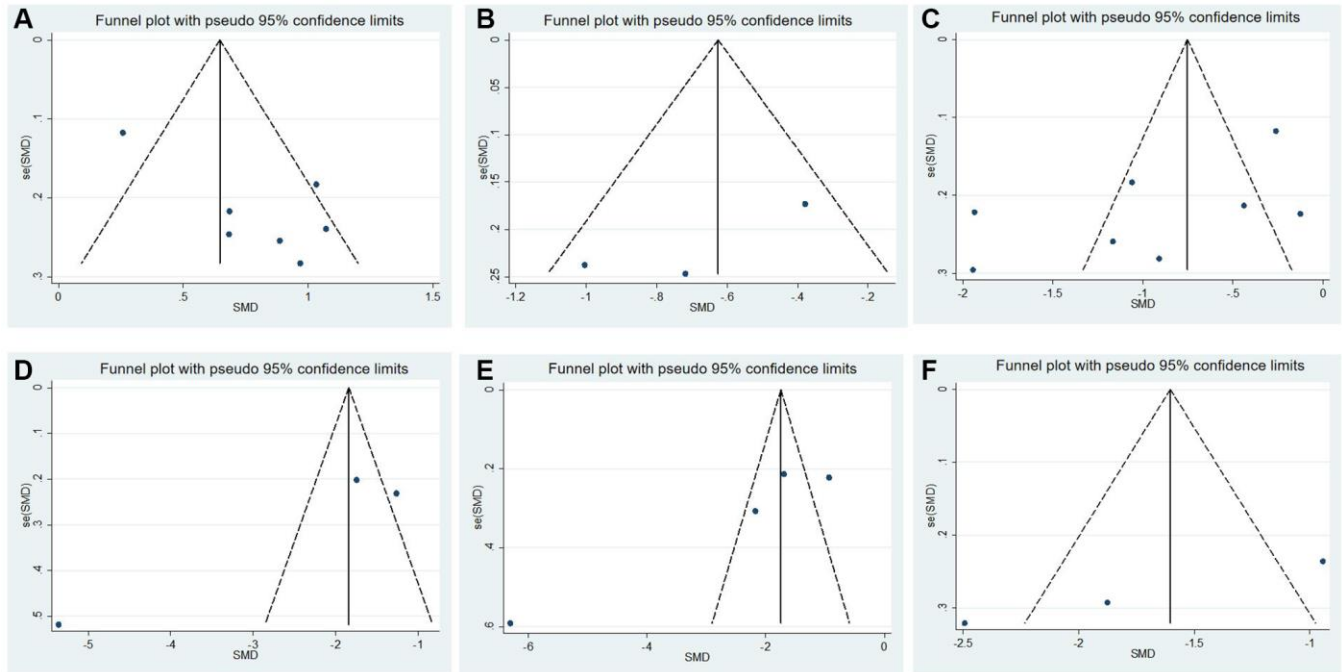 A
Funnel plot with pseudo 95% confidence limits
se(SMD)
0
.1
.2
.3
0
.5
1
1.5
SMD
B
Funnel plot with pseudo 95% confidence limits
se(SMD)
0
.05
.1
.15
.2
.25
-1.2
-1
-.8
-.6
-.4
-.2
SMD
C
Funnel plot with pseudo 95% confidence limits
se(SMD)
0
.1
.2
.3
-2
-1.5
-1
-.5
0
SMD
D
Funnel plot with pseudo 95% confidence limits
se(SMD)
0
.1
.2
.3
.4
.5
-5
-4
-3
-2
-1
SMD
E
Funnel plot with pseudo 95% confidence limits
se(SMD)
0
.2
.4
.6
-6
-4
-2
0
SMD
F
Funnel plot with pseudo 95% confidence limits
se(SMD)
0
.1
.2
.3
-2.5
-2
-1.5
-1
SMD